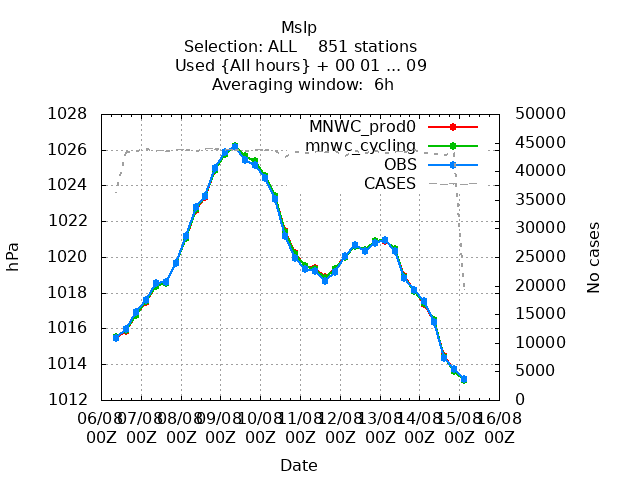 Mslp
Selection: ALL    851 stations
Used {All hours} + 00 01 ... 09
Averaging window:  6h
hPa
1028
1026
1024
1022
1020
1018
1016
1014
1012
MNWC_prod0
mnwc_cycling
OBS
CASES
50000
45000
40000
35000
30000
25000
20000
15000
10000
5000
0
No cases
06/08 07/08 08/08 09/08 10/08 11/08 12/08 13/08 14/08 15/08 16/08
00Z 00Z 00Z 00Z 00Z 00Z 00Z 00Z 00Z 00Z 00Z
Date